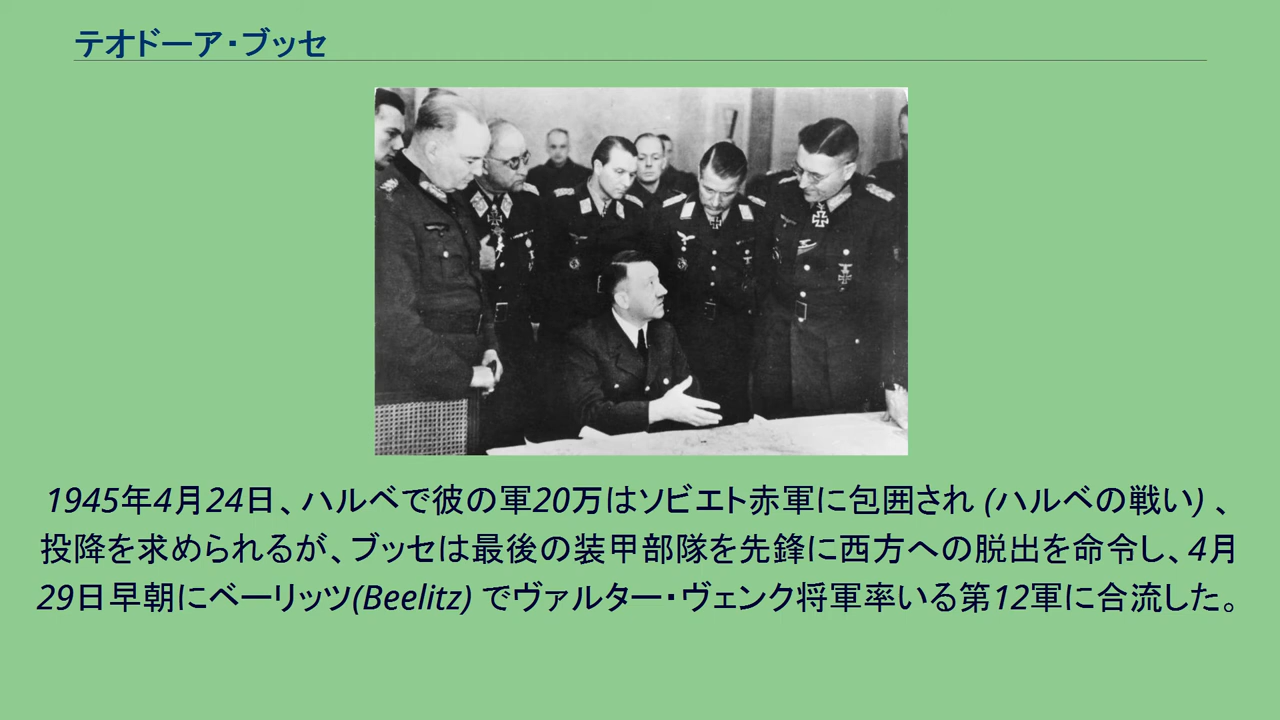 テオドーア・ブッセ
1945年4月24日、ハルベで彼の軍20万はソビエト赤軍に包囲され (ハルベの戦い) 、
投降を求められるが、ブッセは最後の装甲部隊を先鋒に西方への脱出を命令し、4月
29日早朝にベーリッツ(Beelitz) でヴァルター・ヴェンク将軍率いる第12軍に合流した。